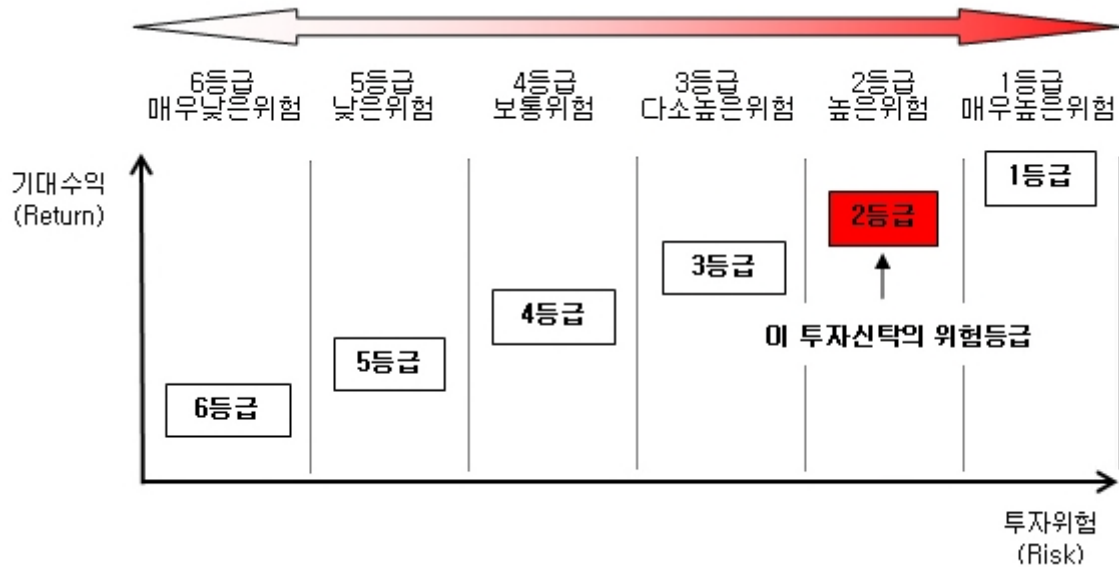 6등급
매우낮은위험
5등급
낮은위험
4등급
보통위험
3등급
다소높은위험
2등급
높은위험
1등급
매우높은위험
기대수익
(Return)
1등급
2등급
3등급
4등급
이 투자신탁의 위험등급
5등급
6등급
투자위험
(Risk)